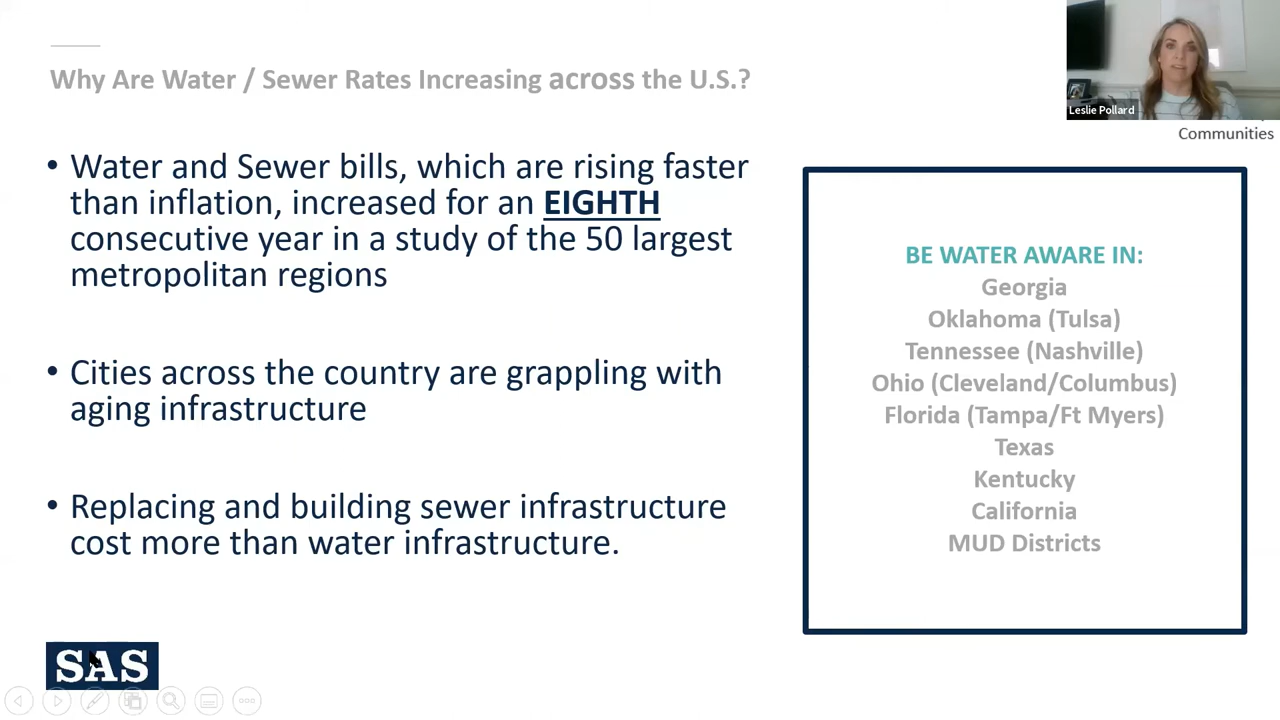 Why Are Water / Sewer Rates Increasing across the U.S.?
Leslie Pollard
Communities
• Water and Sewer bills, which are rising faster
than inflation, increased for an EIGHTH
consecutive year in a study of the 50 largest
metropolitan regions
• Cities across the country are grappling with
aging infrastructure
• Replacing and building sewer infrastructure
cost more than water infrastructure.
BE WATER AWARE IN:
Georgia
Oklahoma (Tulsa)
Tennessee (Nashville)
Ohio (Cleveland/Columbus)
Florida (Tampa/Ft Myers)
Texas
Kentucky
California
MUD Districts
SAS